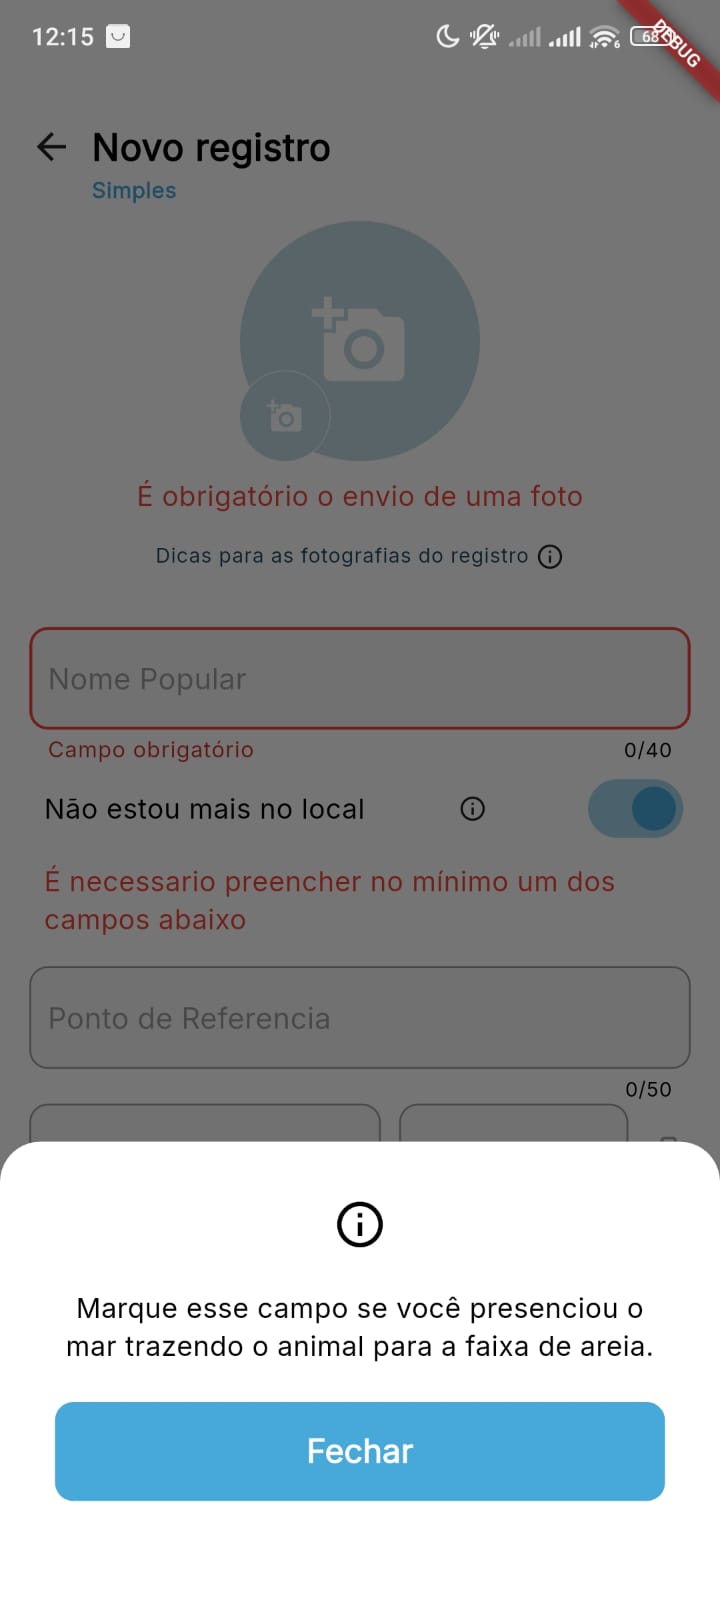 12:15
68
DEBUG
Novo registro
Simples
É obrigatório o envio de uma foto
Dicas para as fotografias do registro
Nome Popular
Campo obrigatório
0/40
Não estou mais no local
É necessario preencher no mínimo um dos
campos abaixo
Ponto de Referencia
0/50
Marque esse campo se você presenciou o
mar trazendo o animal para a faixa de areia.
Fechar